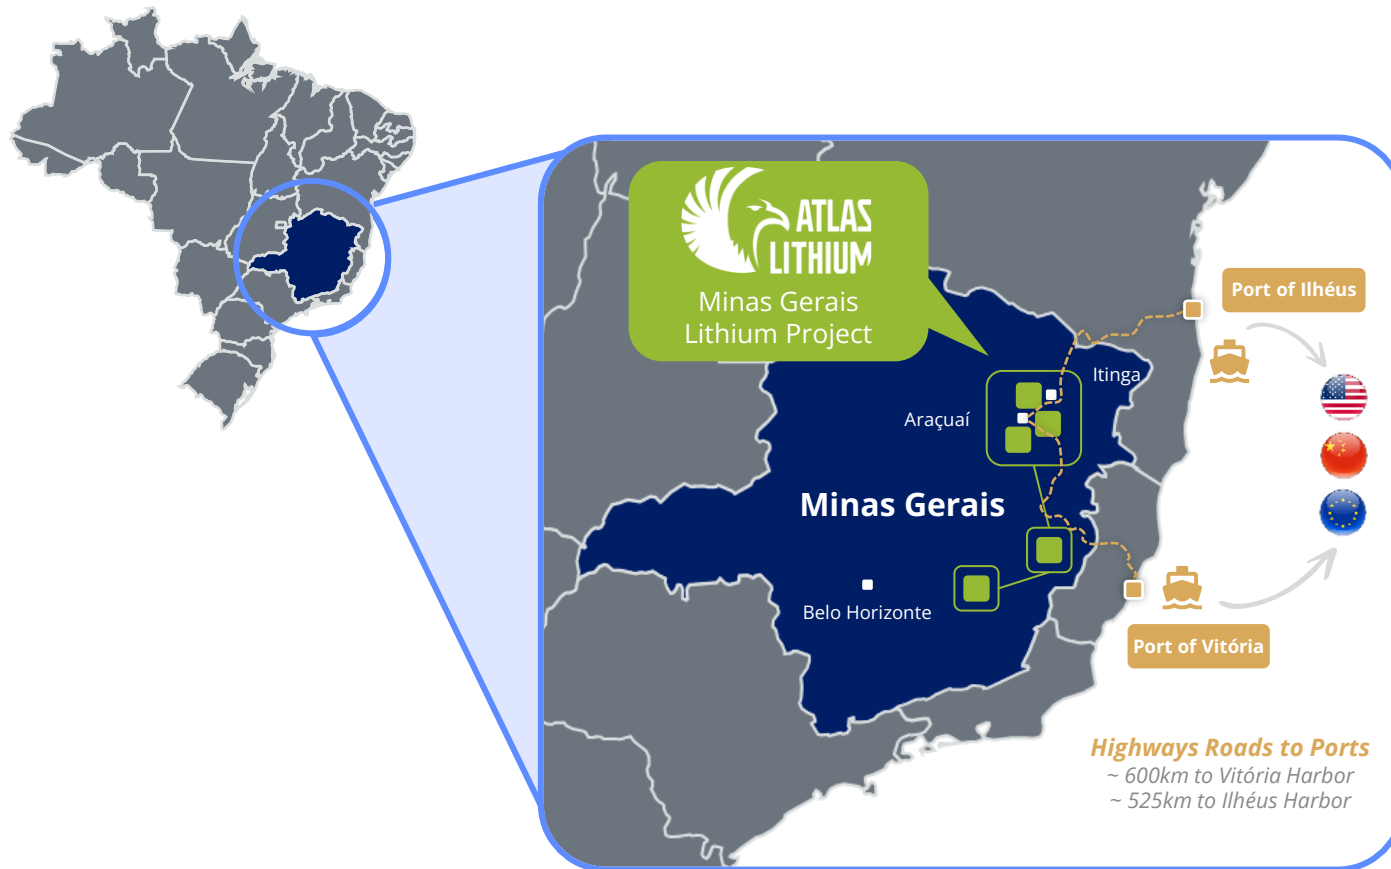 ATLAS
LITHIUM
Minas Gerais
Lithium Project
Port of Ilhéus
Itinga
Araçuaí
Minas Gerais
Belo Horizonte
Port of Vitória
Highways Roads to Ports
~ 600km to Vitória Harbor
~ 525km to Ilhéus Harbor